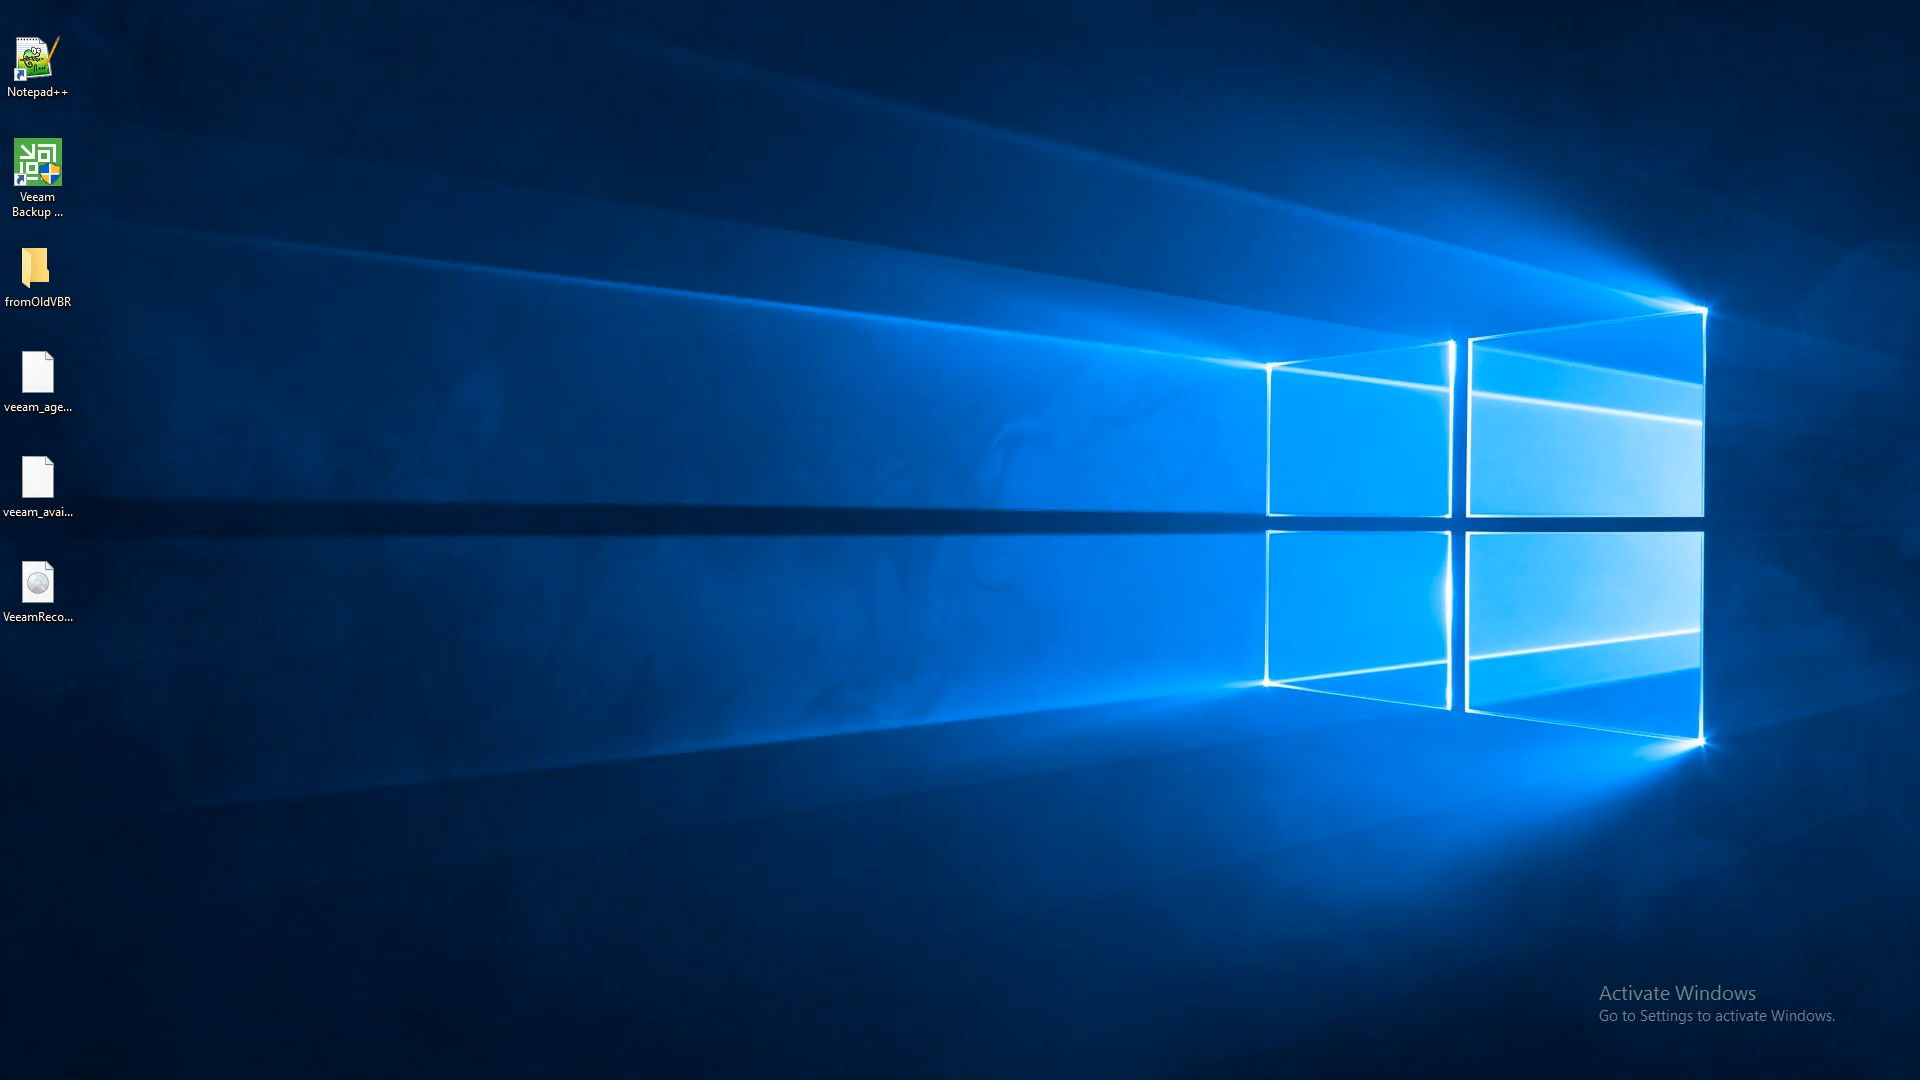 Notepad++
Veeam
Backup ...
fromOldVBR
veeam_age...
veeam_avai...
VeeamReco...
Activate Windows
Go to Settings to activate Windows.